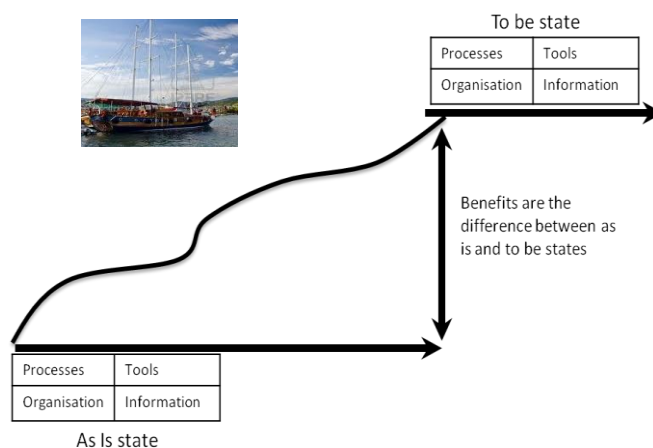 To be state
Processes Tools
Organisation Information
Benefits are the
difference between as
is and to be states
Processes Tools
Organisation Information
As Is state